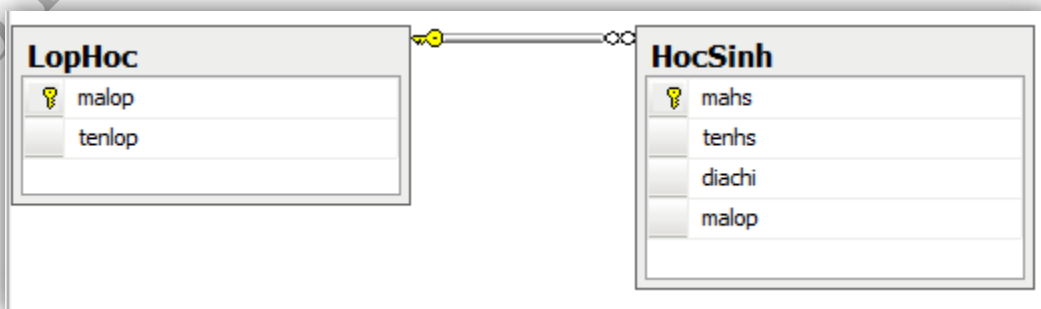 LopHoc
malop
tenlop
HocSinh
mahs
tenhs
diachi
malop